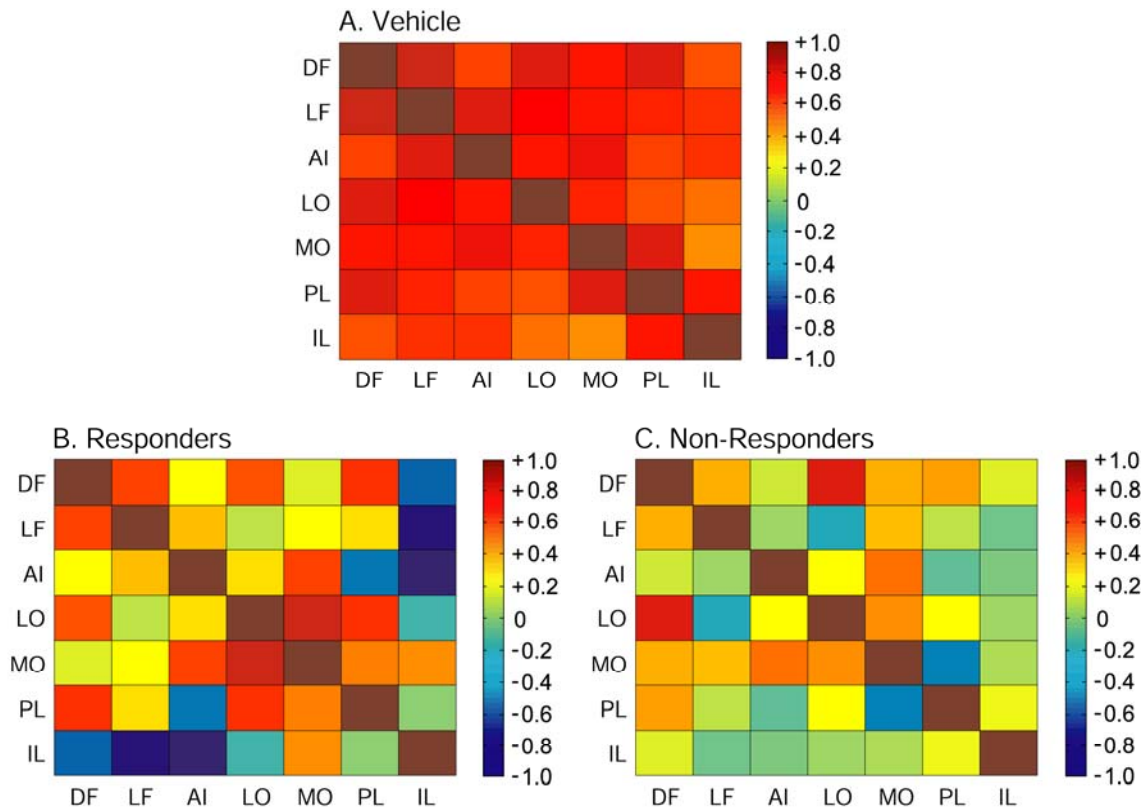 A. Vehicle
DF
LF
AI
LO
MO
PL
IL
DF LF AI LO MO PL IL
+1.0
+0.8
+0.6
+0.4
+0.2
0
-0.2
-0.4
-0.6
-0.8
-1.0
B. Responders
DF
LF
AI
LO
MO
PL
IL
DF LF AI LO MO PL IL
+1.0
+0.8
+0.6
+0.4
+0.2
0
-0.2
-0.4
-0.6
-0.8
-1.0
C. Non-Responders
DF
LF
AI
LO
MO
PL
IL
DF LF AI LO MO PL IL
+1.0
+0.8
+0.6
+0.4
+0.2
0
-0.2
-0.4
-0.6
-0.8
-1.0